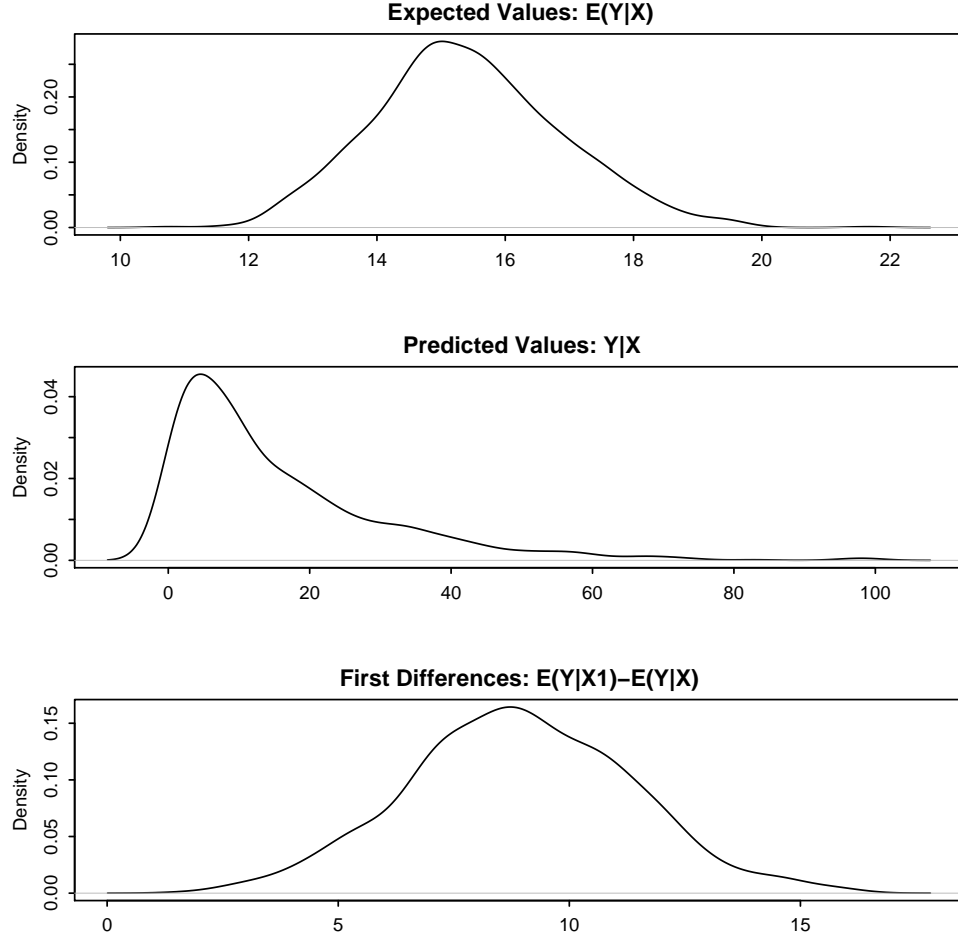 Expected Values: E(Y|X)
Density
0.00
0.10
0.20
10 12 14 16 18 20 22
Predicted Values: Y|X
Density
0.00
0.02
0.04
0 20 40 60 80 100
First Differences: E(Y|X1)−E(Y|X)
Density
0.00
0.05
0.10
0.15
0 5 10 15